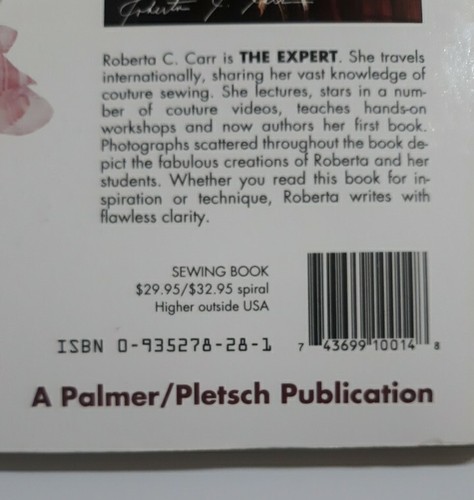 Roberta C. Carr
Roberta C. Carr is THE EXPERT. She travels
internationally, sharing her vast knowledge of
couture sewing. She lectures, stars in a num-
ber of couture videos, teaches hands-on
workshops and now authors her first book.
Photographs scattered throughout the book de-
pict the fabulous creations of Roberta and her
students. Whether you read this book for in-
spiration or technique, Roberta writes with
flawless clarity.
SEWING BOOK
$29.95/$32.95 spiral
Higher outside USA
ISBN 0-935278-28-1
7 43699 10014 8
A Palmer/Pletsch Publication